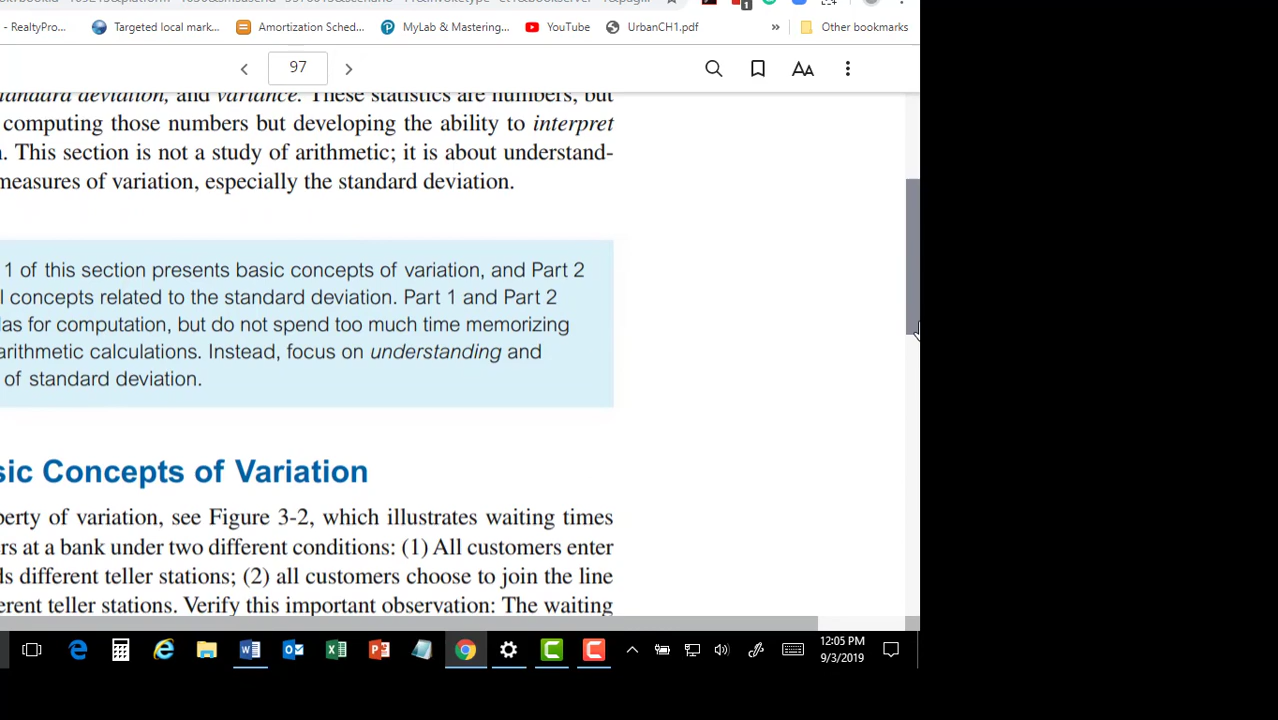 - RealtyPro...
Targeted local mark...
Amortization Sched...
MyLab & Mastering...
YouTube
UrbanCH1.pdf
»
Other bookmarks
97
standard deviation, and variance. These statistics are numbers, but
computing those numbers but developing the ability to interpret
. This section is not a study of arithmetic; it is about understand-
measures of variation, especially the standard deviation.
1 of this section presents basic concepts of variation, and Part 2
l concepts related to the standard deviation. Part 1 and Part 2
las for computation, but do not spend too much time memorizing
arithmetic calculations. Instead, focus on understanding and
of standard deviation.
sic Concepts of Variation
perty of variation, see Figure 3-2, which illustrates waiting times
rs at a bank under two different conditions: (1) All customers enter
ds different teller stations; (2) all customers choose to join the line
erent teller stations. Verify this important observation: The waiting
12:05 PM
9/3/2019